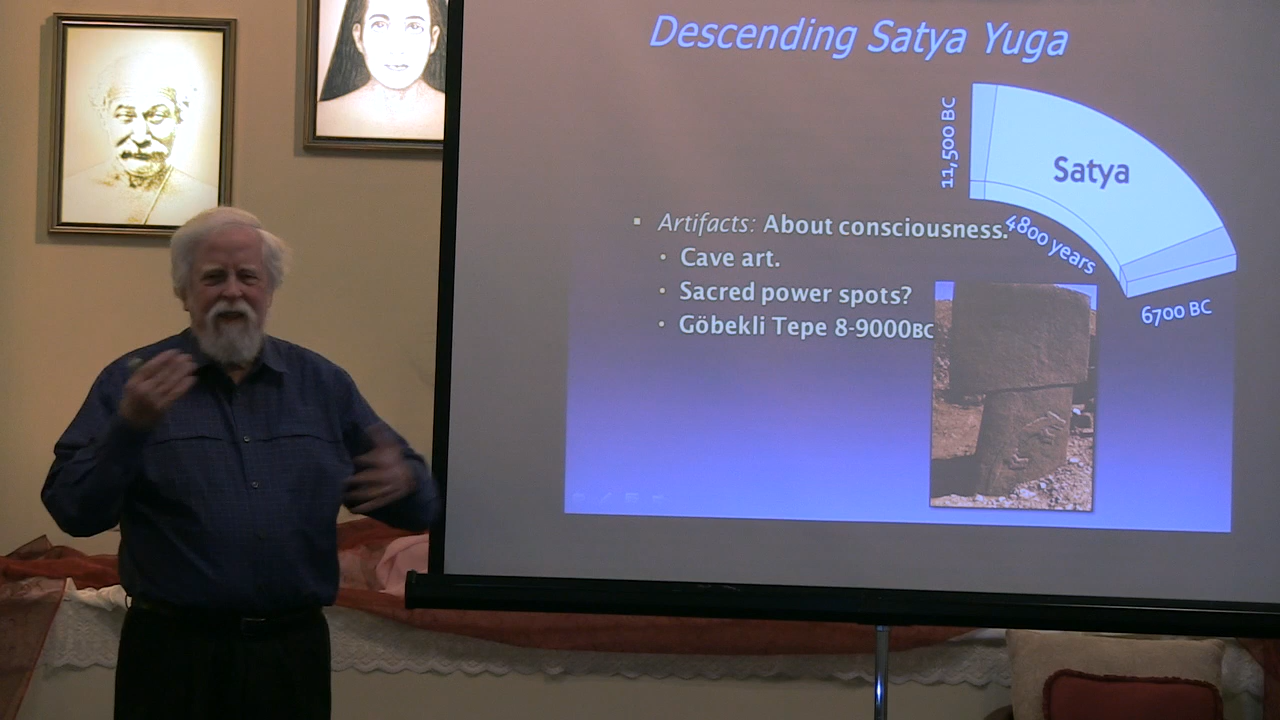 Descending Satya Yuga
11,500 BC
Satya
4800 years
6700 BC
Artifacts: About consciousness.
Cave art.
Sacred power spots?
Göbekli Tepe 8-9000BC